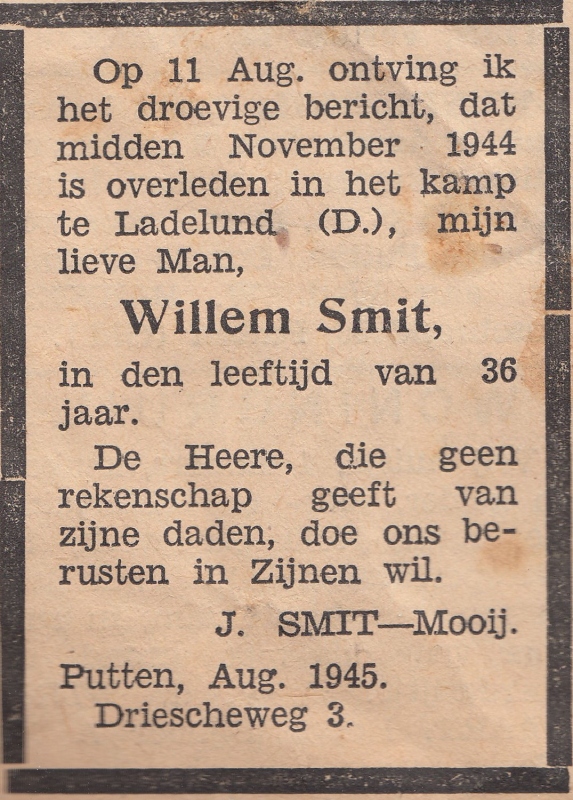 Op 11 Aug. ontving ik
het droevige bericht, dat
midden November 1944
is overleden in het kamp
te Ladelund (D.), mijn
lieve Man,
Willem Smit,
in den leeftijd van 36
jaar.
De Heere, die geen
rekenschap geeft van
zijne daden, doe ons be-
rusten in Zijnen wil.
J. SMIT—Mooij.
Putten, Aug. 1945.
Driescheweg 3.